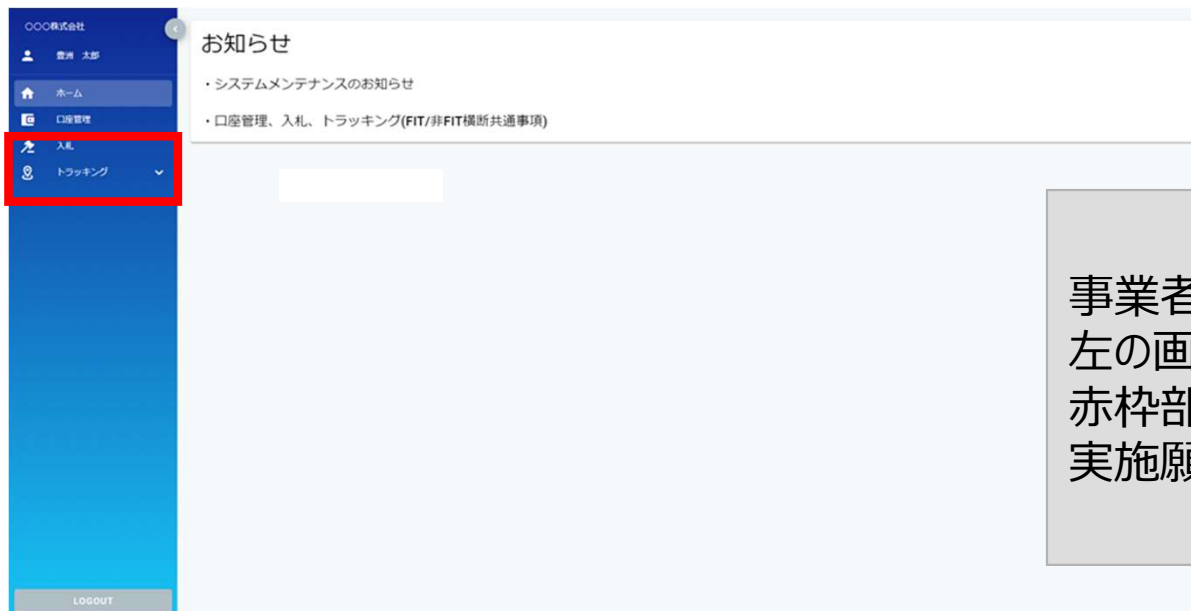 ○○○株式会社
豊洲 太郎
ホーム
口座管理
入札
トラッキング
LOGOUT
お知らせ
・システムメンテナンスのお知らせ
・口座管理、入札、トラッキング(FIT/非FIT横断共通事項)
事業者
左の画
赤枠部
実施願